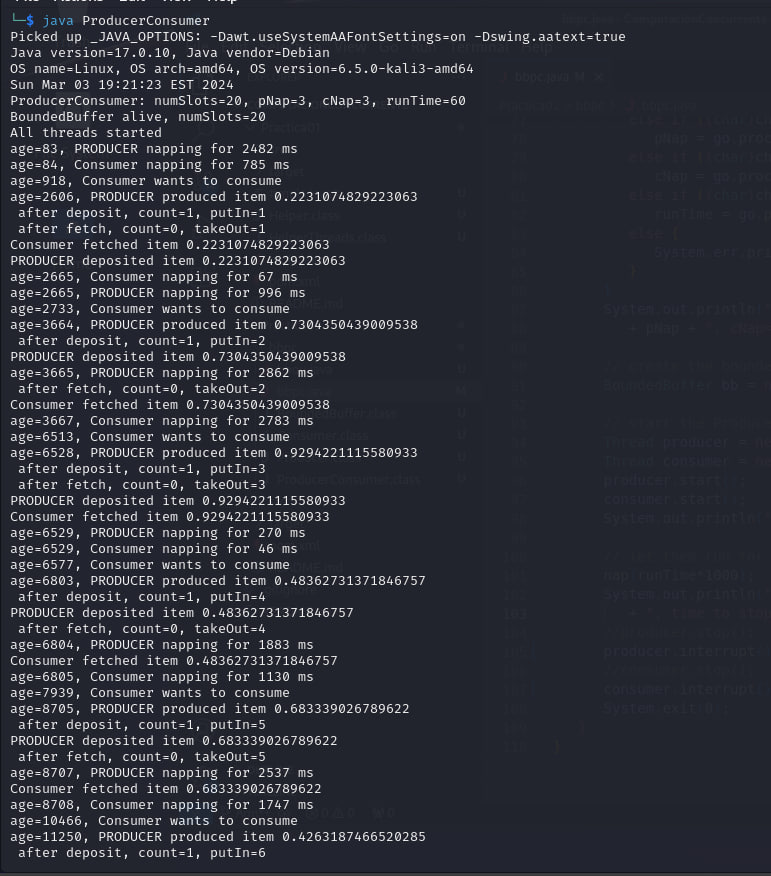 └─$ java ProducerConsumer
Picked up _JAVA_OPTIONS: -Dawt.useSystemAAFontSettings=on -Dswing.aatext=true
Java version=17.0.10, Java vendor=Debian
OS name=Linux, OS arch=amd64, OS version=6.5.0-kali3-amd64
Sun Mar 03 19:21:23 EST 2024
ProducerConsumer: numSlots=20, pNap=3, cNap=3, runTime=60
BoundedBuffer alive, numSlots=20
All threads started
age=83, PRODUCER napping for 2482 ms
age=84, Consumer napping for 785 ms
age=918, Consumer wants to consume
age=2606, PRODUCER produced item 0.2231074829223063
 after deposit, count=1, putIn=1
 after fetch, count=0, takeOut=1
Consumer fetched item 0.2231074829223063
PRODUCER deposited item 0.2231074829223063
age=2665, Consumer napping for 67 ms
age=2665, PRODUCER napping for 996 ms
age=2733, Consumer wants to consume
age=3664, PRODUCER produced item 0.7304350439009538
 after deposit, count=1, putIn=2
PRODUCER deposited item 0.7304350439009538
age=3665, PRODUCER napping for 2862 ms
 after fetch, count=0, takeOut=2
Consumer fetched item 0.7304350439009538
age=3667, Consumer napping for 2783 ms
age=6513, Consumer wants to consume
age=6528, PRODUCER produced item 0.9294221115580933
 after deposit, count=1, putIn=3
 after fetch, count=0, takeOut=3
PRODUCER deposited item 0.9294221115580933
Consumer fetched item 0.9294221115580933
age=6529, PRODUCER napping for 270 ms
age=6529, Consumer napping for 46 ms
age=6577, Consumer wants to consume
age=6803, PRODUCER produced item 0.48362731371846757
 after deposit, count=1, putIn=4
PRODUCER deposited item 0.48362731371846757
 after fetch, count=0, takeOut=4
age=6804, PRODUCER napping for 1883 ms
Consumer fetched item 0.48362731371846757
age=6805, Consumer napping for 1130 ms
age=7939, Consumer wants to consume
age=8705, PRODUCER produced item 0.683339026789622
 after deposit, count=1, putIn=5
PRODUCER deposited item 0.683339026789622
 after fetch, count=0, takeOut=5
age=8707, PRODUCER napping for 2537 ms
Consumer fetched item 0.683339026789622
age=8708, Consumer napping for 1747 ms
age=10466, Consumer wants to consume
age=11250, PRODUCER produced item 0.4263187466520285
 after deposit, count=1, putIn=6